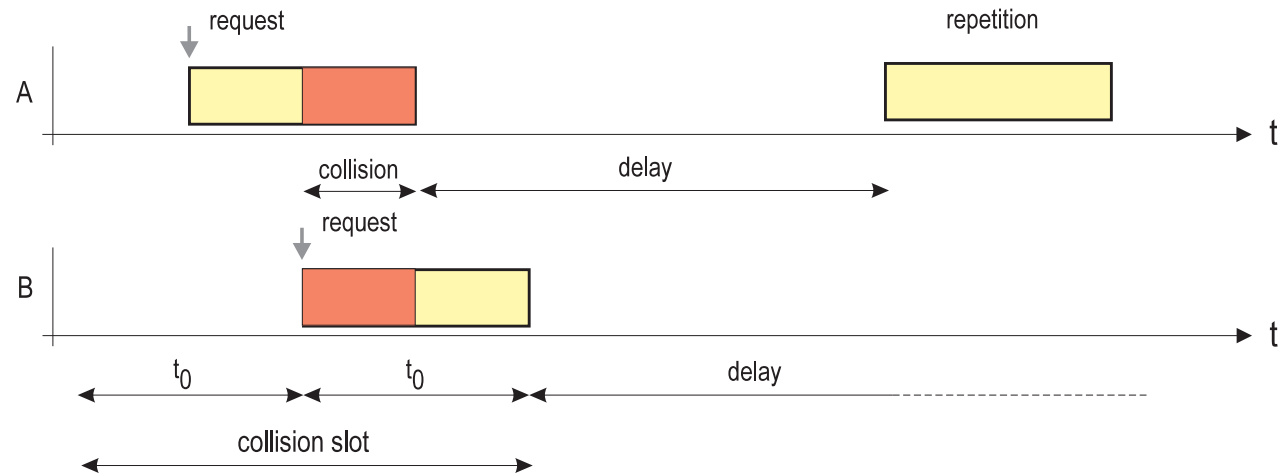 request
repetition
A
t
collision
delay
request
B
t
t0
t0
delay
collision slot